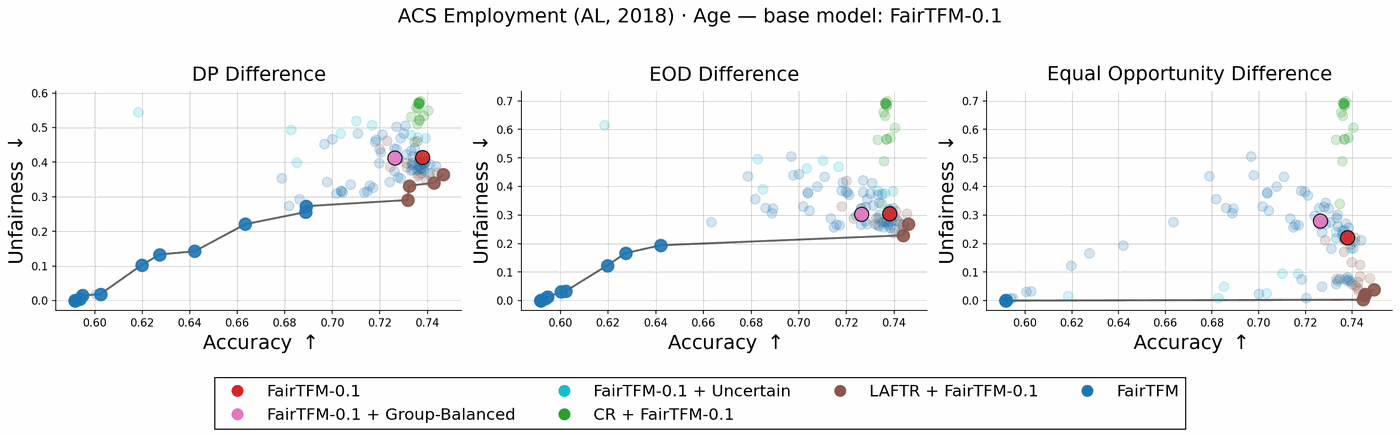 ACS Employment (AL, 2018) · Age — base model: FairTFM-0.1
DP Difference
EOD Difference
Equal Opportunity Difference
Unfairness ↓
0.6
0.5
0.4
0.3
0.2
0.1
0.0
0.60 0.62 0.64 0.66 0.68 0.70 0.72 0.74
Accuracy ↑
Unfairness ↓
0.7
0.6
0.5
0.4
0.3
0.2
0.1
0.0
0.60 0.62 0.64 0.66 0.68 0.70 0.72 0.74
Accuracy ↑
Unfairness ↓
0.7
0.6
0.5
0.4
0.3
0.2
0.1
0.0
0.60 0.62 0.64 0.66 0.68 0.70 0.72 0.74
Accuracy ↑
FairTFM-0.1
FairTFM-0.1 + Uncertain
LAFTR + FairTFM-0.1
FairTFM
FairTFM-0.1 + Group-Balanced
CR + FairTFM-0.1